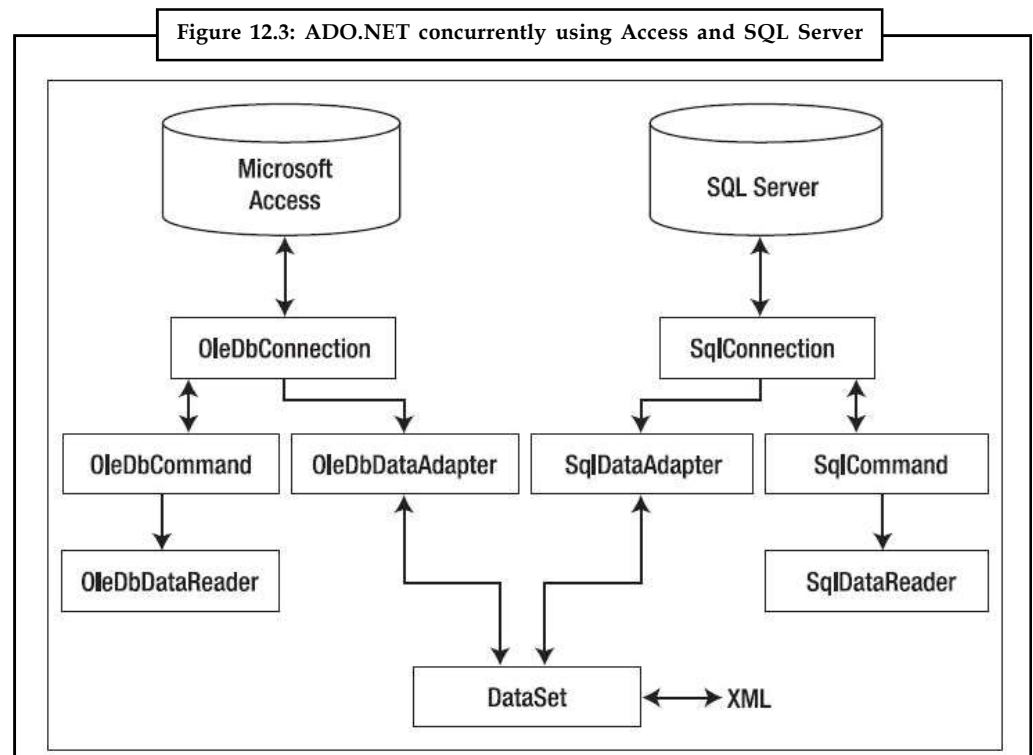 Figure 12.3: ADO.NET concurrently using Access and SQL Server
Microsoft
Access
SQL Server
OleDbConnection
SqlConnection
OleDbCommand
OleDbDataAdapter
SqlDataAdapter
SqlCommand
OleDbDataReader
SqlDataReader
DataSet
XML